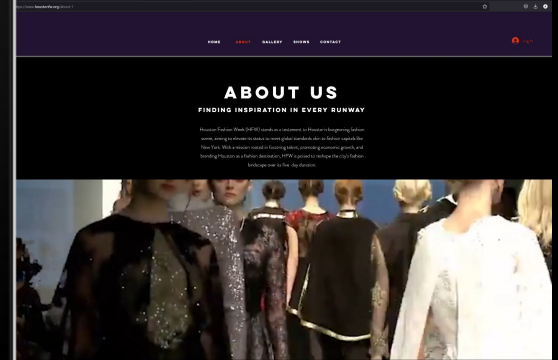 HOME ABOUT GALLERY SHOWS CONTACT
ABOUT US
FINDING INSPIRATION IN EVERY RUNWAY
Houston Fashion Week (HFW) stands as a testament to Houston's burgeoning fashion
scene, aiming to elevate its status to meet global standards akin to fashion capitals like
New York. With a mission rooted in fostering talent, promoting economic growth, and
branding Houston as a fashion destination, HFW is poised to reshape the city's fashion
landscape over its five-day duration.